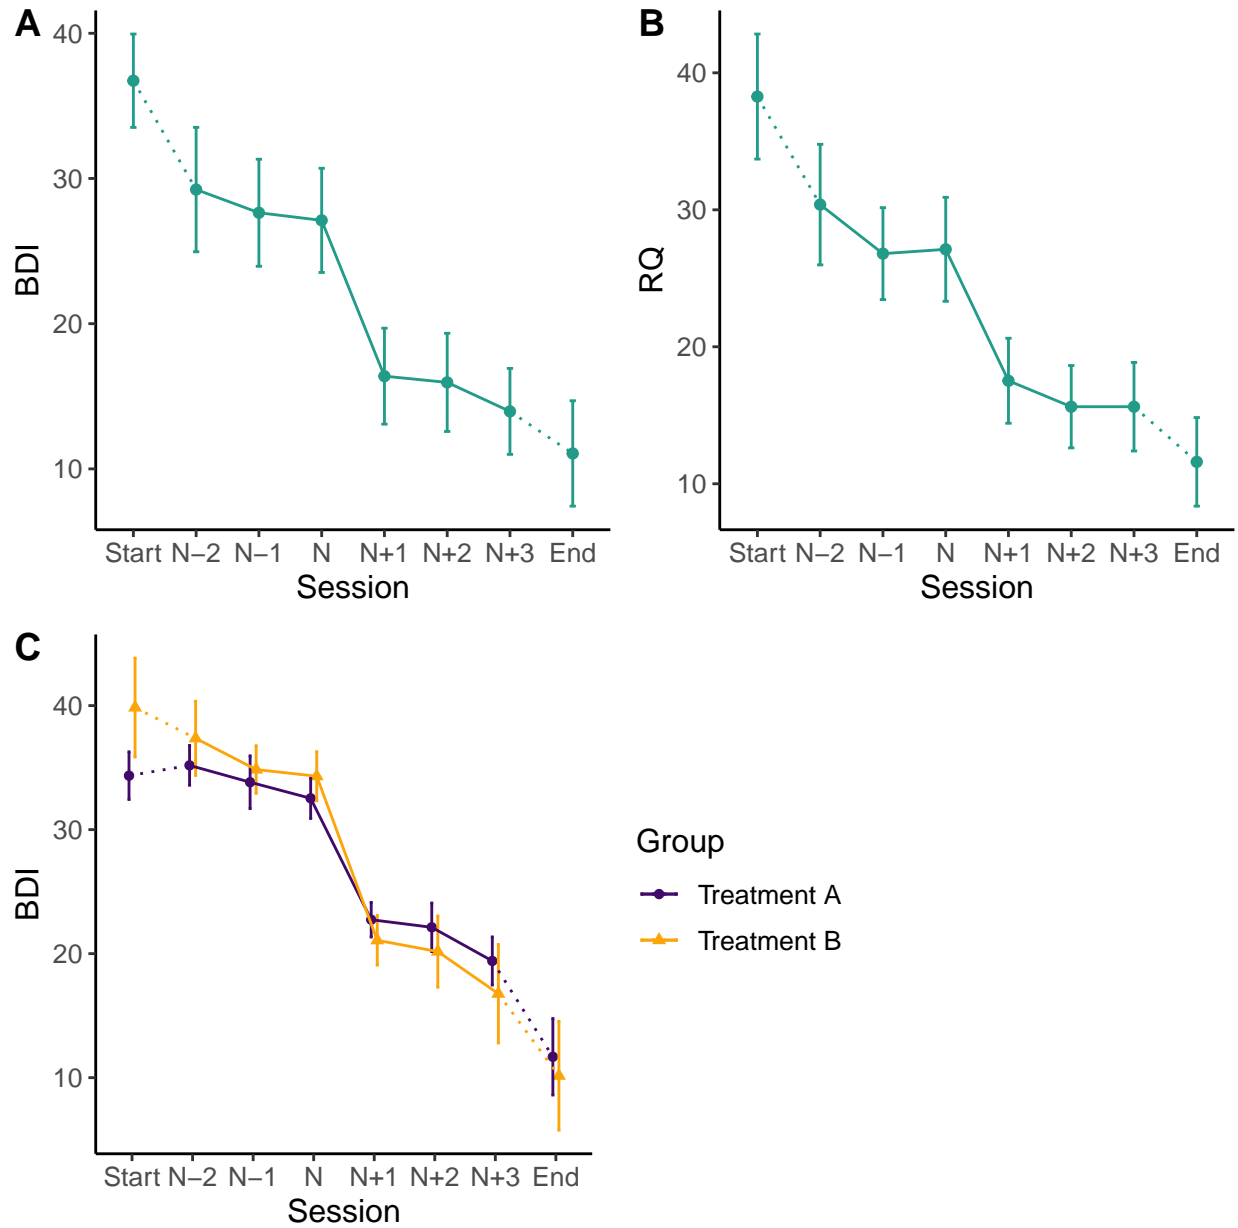 A
BDI
40
30
20
10
Start N−2 N−1 N N+1 N+2 N+3 End
Session
B
RQ
40
30
20
10
Start N−2 N−1 N N+1 N+2 N+3 End
Session
C
BDI
40
30
20
10
Start N−2 N−1 N N+1 N+2 N+3 End
Session
Group
Treatment A
Treatment B